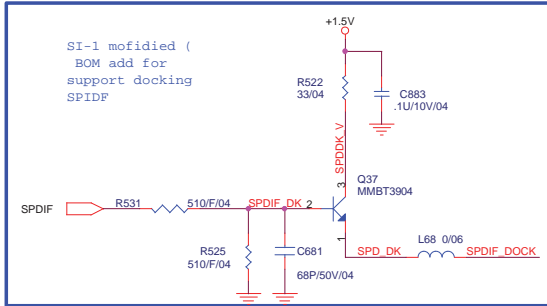 +1.5V
SI-1 mofidied (
BOM add for
support docking
SPIDF
R522
33/04
C883
.1U/10V/04
SPDDK_V
Q37
MMBT3904
3
SPDIF
R531
510/F/04
SPDIF_DK
2
1
R525
510/F/04
C681
68P/50V/04
SPD_DK
L68 0/06
SPDIF_DOCK